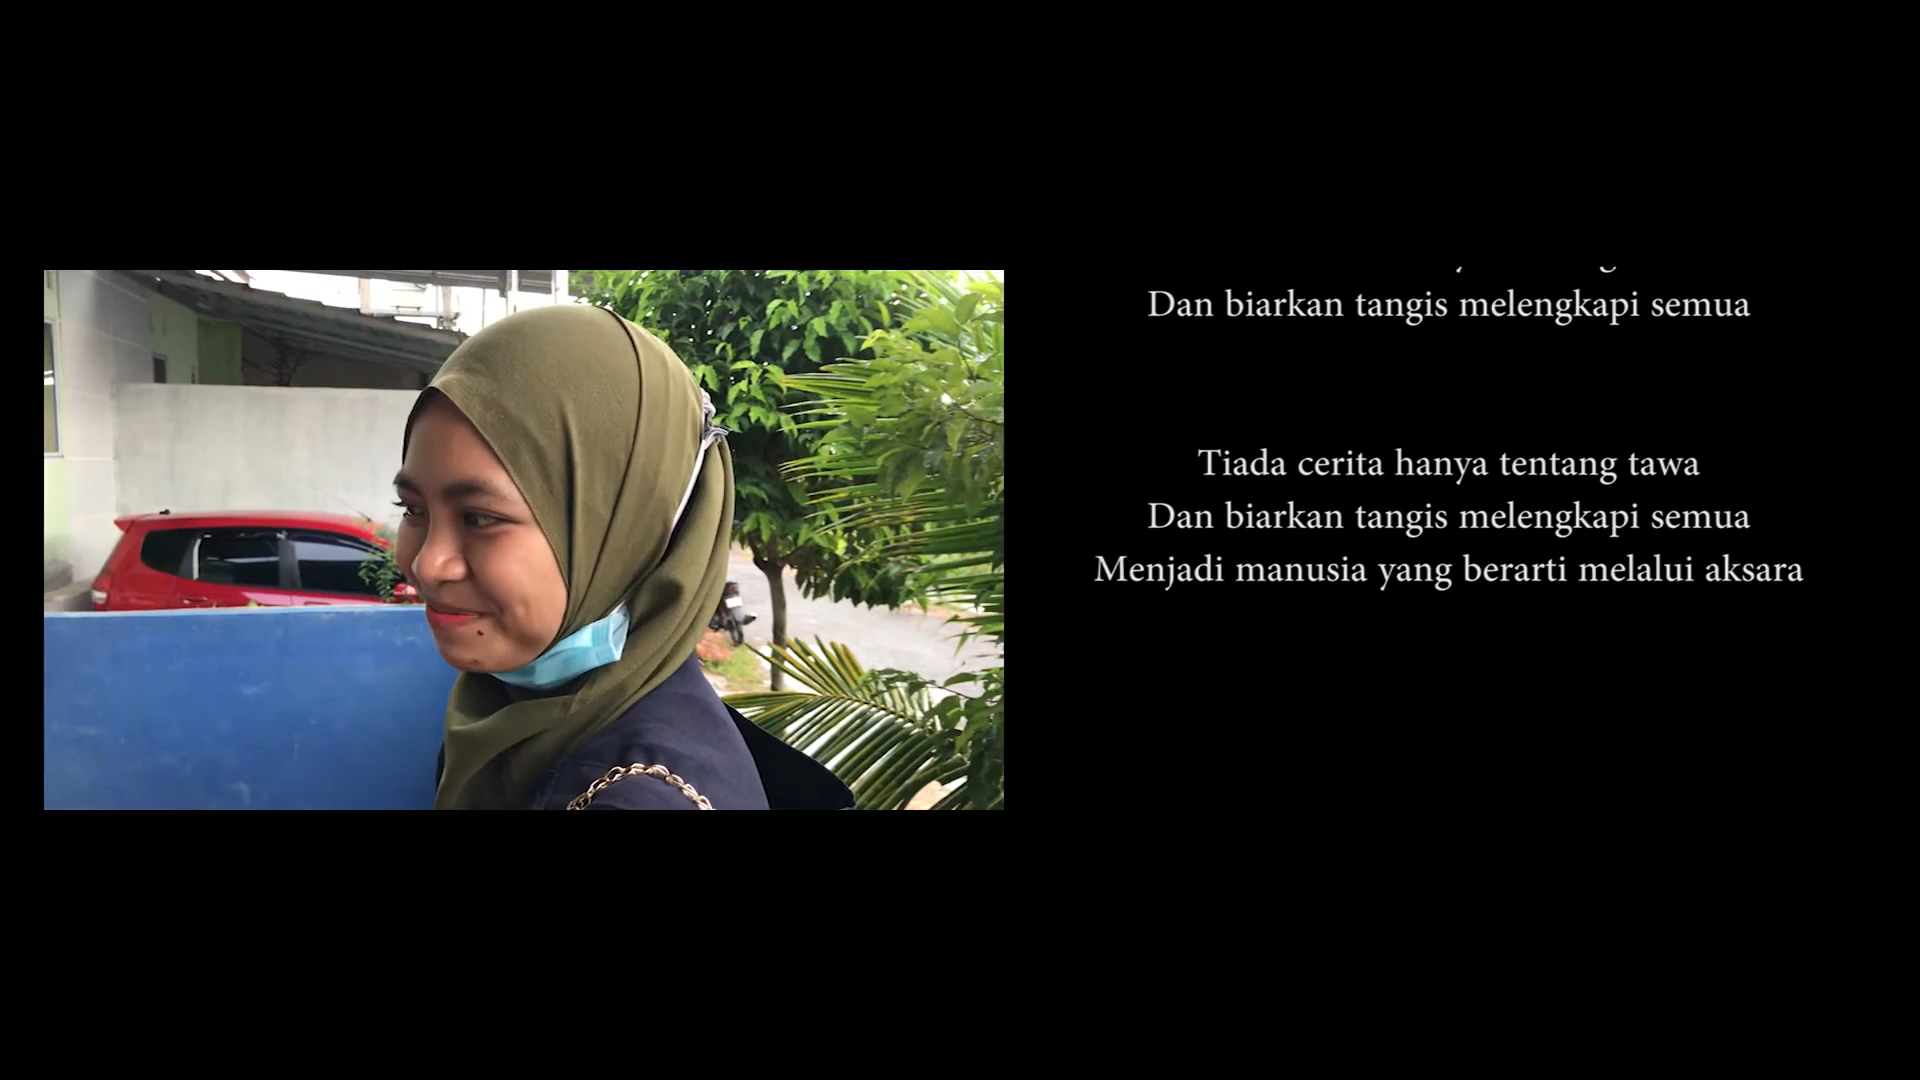 Dan biarkan tangis melengkapi semua
Tiada cerita hanya tentang tawa
Dan biarkan tangis melengkapi semua
Menjadi manusia yang berarti melalui aksara